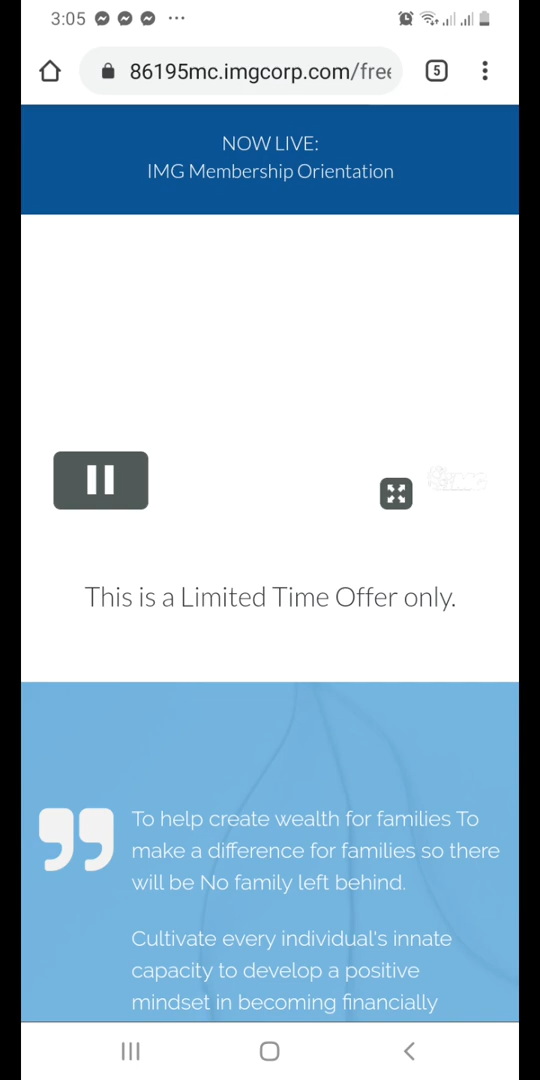 3:05
86195mc.imgcorp.com/free
5
NOW LIVE:
IMG Membership Orientation
This is a Limited Time Offer only.
To help create wealth for families To
make a difference for families so there
will be No family left behind.
Cultivate every individual's innate
capacity to develop a positive
mindset in becoming financially